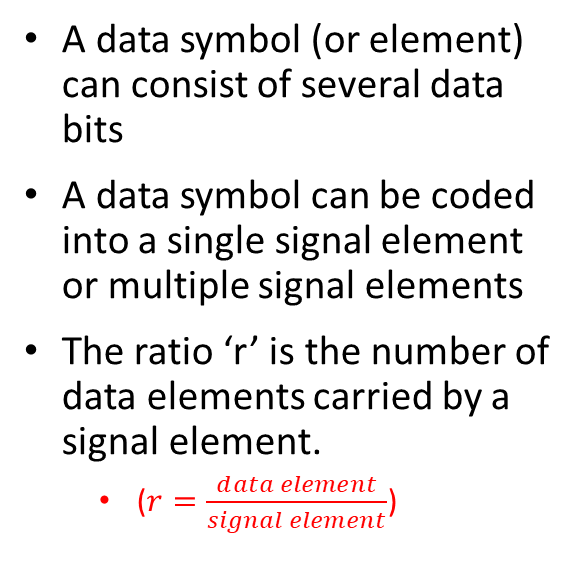 • A data symbol (or element)
can consist of several data
bits
• A data symbol can be coded
into a single signal element
or multiple signal elements
• The ratio ‘r’ is the number of
data elements carried by a
signal element.
• (r = data element / signal element)